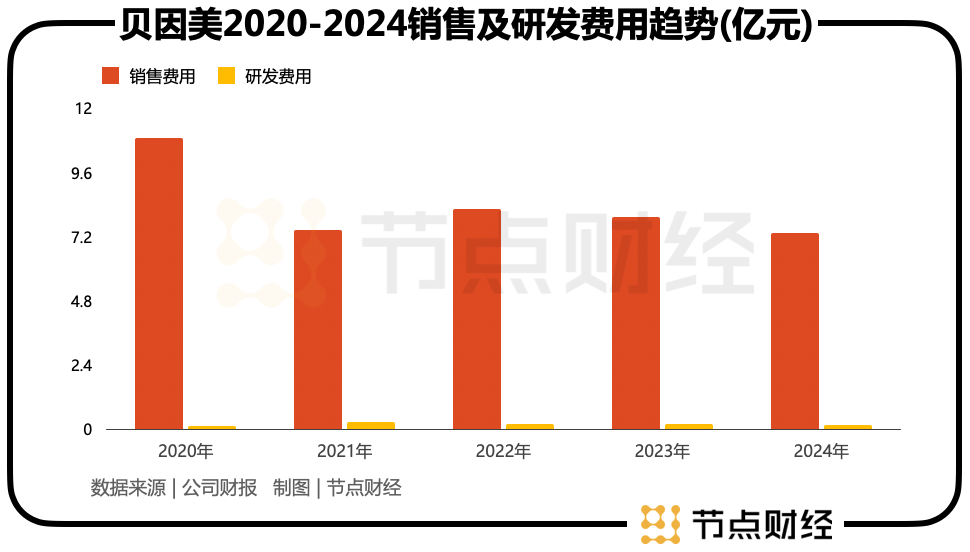 贝因美2020-2024销售及研发费用趋势(亿元)
销售费用 研发费用
12
9.6
7.2
4.8
2.4
0
节点财经
2020年 2021年 2022年 2023年 2024年
数据来源 | 公司财报 制图 | 节点财经
节点财经